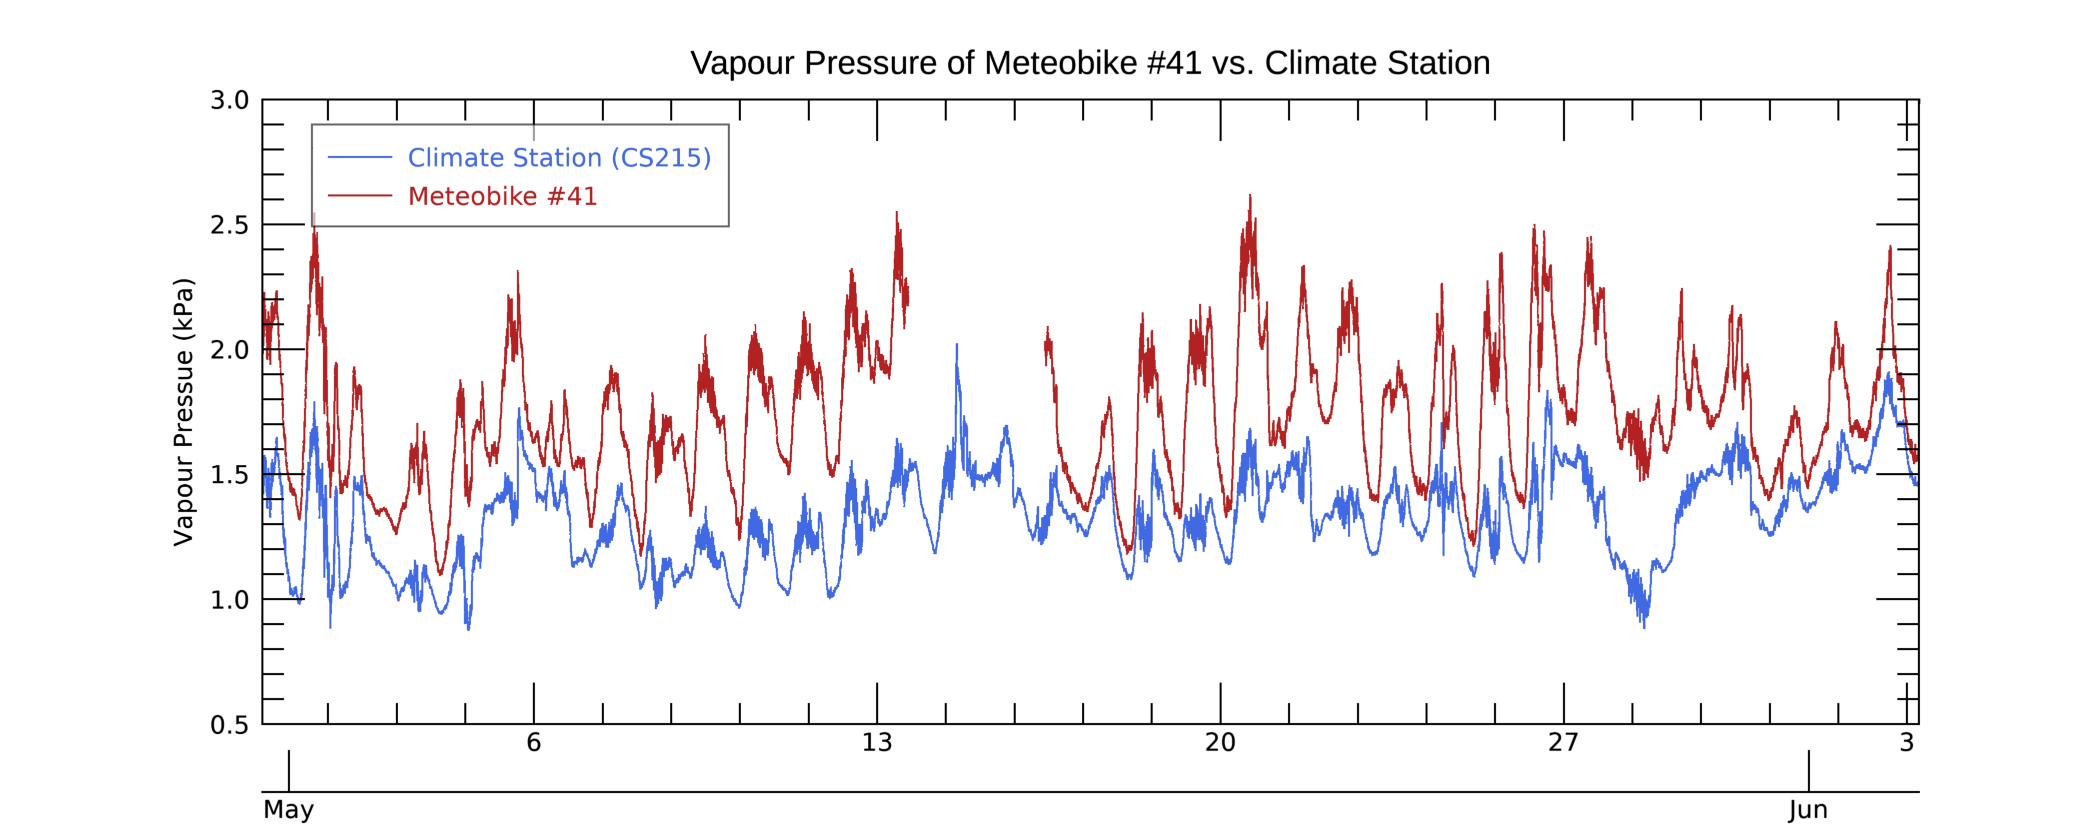 Vapour Pressure of Meteobike #41 vs. Climate Station
Vapour Pressue (kPa)
3.0
2.5
2.0
1.5
1.0
0.5
Climate Station (CS215)
Meteobike #41
6 13 20 27 3
May Jun